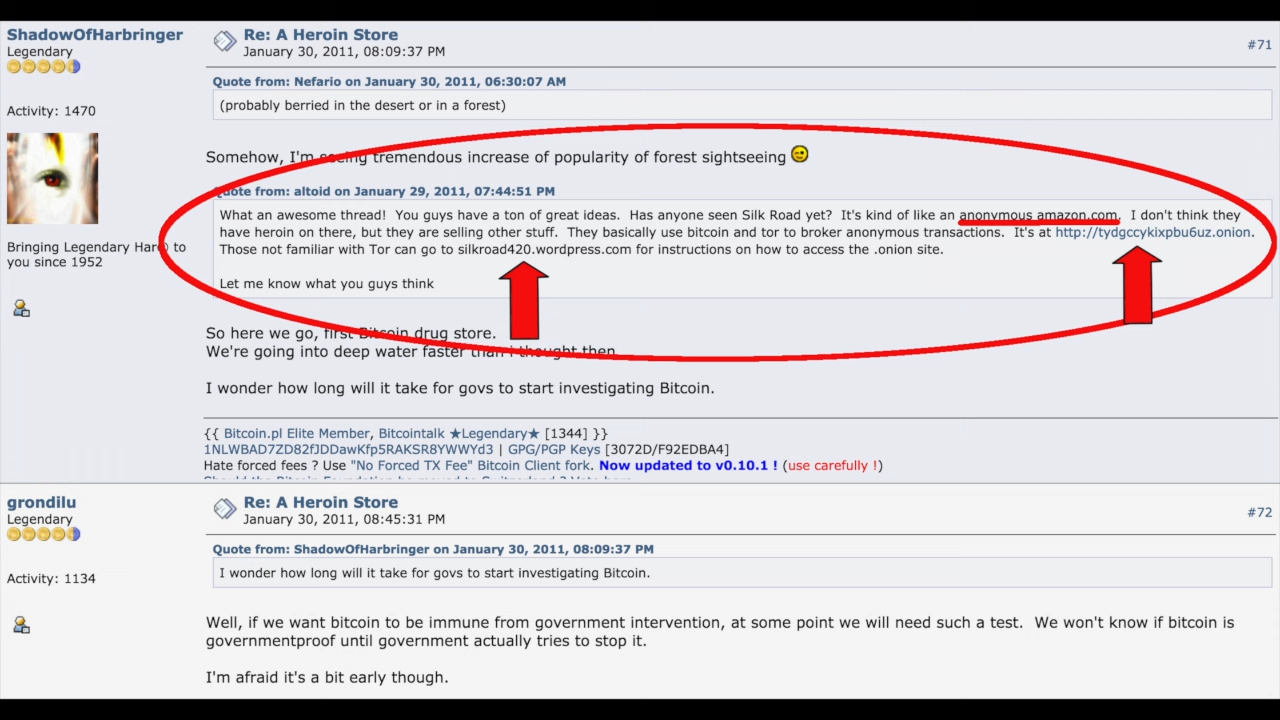 ShadowOfHarbringer
Legendary
Activity: 1470
Bringing Legendary Har© to
you since 1952
Re: A Heroin Store
January 30, 2011, 08:09:37 PM
#71
Quote from: Nefario on January 30, 2011, 06:30:07 AM
(probably berried in the desert or in a forest)
Somehow, I'm seeing tremendous increase of popularity of forest sightseeing
Quote from: altoid on January 29, 2011, 07:44:51 PM
What an awesome thread!  You guys have a ton of great ideas.  Has anyone seen Silk Road yet?  It's kind of like an anonymous amazon.com.  I don't think they
have heroin on there, but they are selling other stuff.  They basically use bitcoin and tor to broker anonymous transactions.  It's at http://tydgccykixpbu6uz.onion.
Those not familiar with Tor can go to silkroad420.wordpress.com for instructions on how to access the .onion site.
Let me know what you guys think
So here we go, first Bitcoin drug store.
We're going into deep water faster than i thought then
I wonder how long will it take for govs to start investigating Bitcoin.
{{ Bitcoin.pl Elite Member, Bitcointalk ★Legendary★ [1344] }}
1NLWBAD7ZD82fJDDawKfp5RAKSR8YWWYd3 | GPG/PGP Keys [3072D/F92EDBA4]
Hate forced fees ? Use "No Forced TX Fee" Bitcoin Client fork. Now updated to v0.10.1 ! (use carefully !)
Should the Bitcoin Foundation be moved to Switzerland ? Vote here
grondilu
Legendary
Activity: 1134
Re: A Heroin Store
January 30, 2011, 08:45:31 PM
#72
Quote from: ShadowOfHarbringer on January 30, 2011, 08:09:37 PM
I wonder how long will it take for govs to start investigating Bitcoin.
Well, if we want bitcoin to be immune from government intervention, at some point we will need such a test.  We won't know if bitcoin is
governmentproof until government actually tries to stop it.
I'm afraid it's a bit early though.